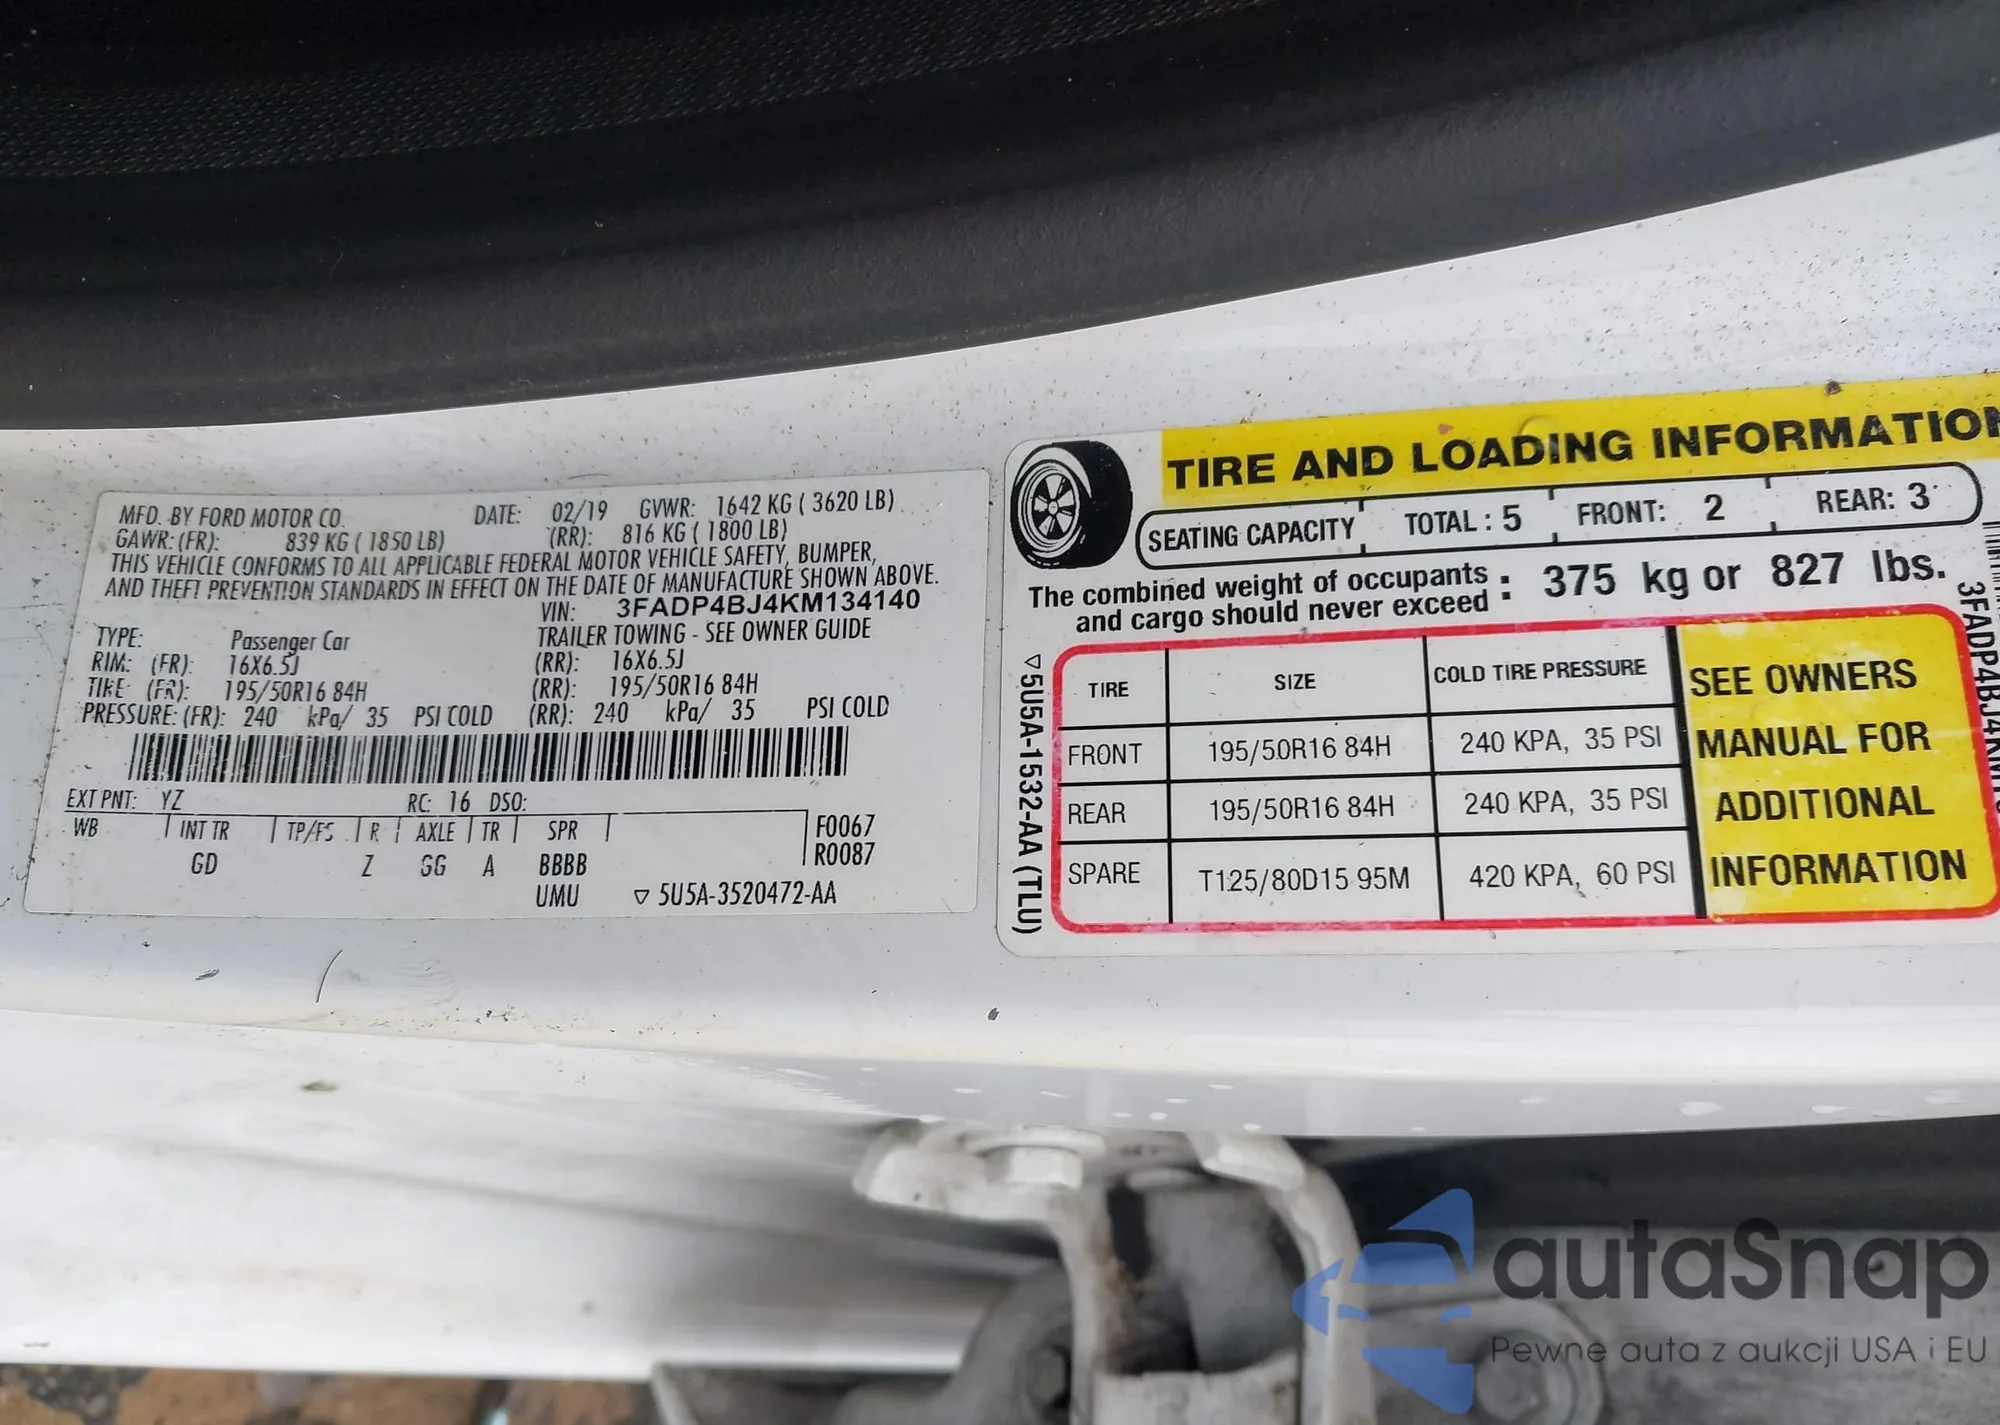 MFD. BY FORD MOTOR CO. DATE: 02/19 GVWR: 1642 KG ( 3620 LB)
GAWR: (FR): 839 KG ( 1850 LB) (RR): 816 KG ( 1800 LB)
THIS VEHICLE CONFORMS TO ALL APPLICABLE FEDERAL MOTOR VEHICLE SAFETY, BUMPER,
AND THEFT PREVENTION STANDARDS IN EFFECT ON THE DATE OF MANUFACTURE SHOWN ABOVE.
VIN: 3FADP4BJ4KM134140
TYPE: Passenger Car TRAILER TOWING - SEE OWNER GUIDE
RIM: (FR): 16X6.5J (RR): 16X6.5J
TIRE (FR): 195/50R16 84H (RR): 195/50R16 84H
PRESSURE: (FR): 240 kPa/ 35 PSI COLD (RR): 240 kPa/ 35 PSI COLD
EXT PNT: YZ RC: 16 DSO:
WB INT TR TP/FS R AXLE TR SPR F0067
R0087
GD Z GG A BBBB
UMU ▽ 5U5A-3520472-AA
TIRE AND LOADING INFORMATION
SEATING CAPACITY TOTAL : 5 FRONT: 2 REAR: 3
The combined weight of occupants
and cargo should never exceed : 375 kg or 827 lbs.
TIRE SIZE COLD TIRE PRESSURE
FRONT 195/50R16 84H 240 KPA, 35 PSI
REAR 195/50R16 84H 240 KPA, 35 PSI
SPARE T125/80D15 95M 420 KPA, 60 PSI
SEE OWNERS
MANUAL FOR
ADDITIONAL
INFORMATION
▽5U5A-1532-AA (TLU)
autaSnap
Pewne auta z aukcji USA i EU